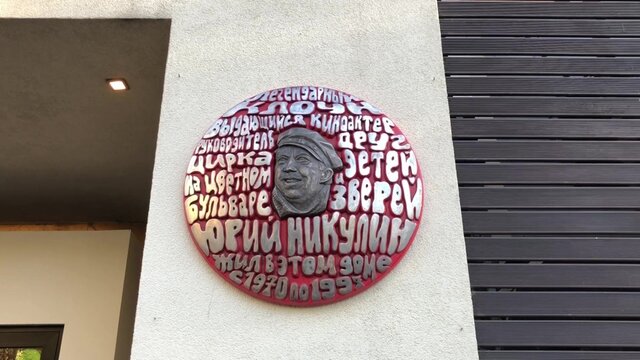 ЛЕГЕНДАРНЫЙ
КЛОУН
ВЫДАЮЩИЙСЯ КИНОАКТЕР
РУКОВОДИТЕЛЬ ДРУГ
ЦИРКА ДЕТЕЙ
НА ЦВЕТНОМ И
БУЛЬВАРЕ ЗВЕРЕЙ
ЮРИЙ НИКУЛИН
ЖИЛ В ЭТОМ ДОМЕ
С 1970 ПО 1997